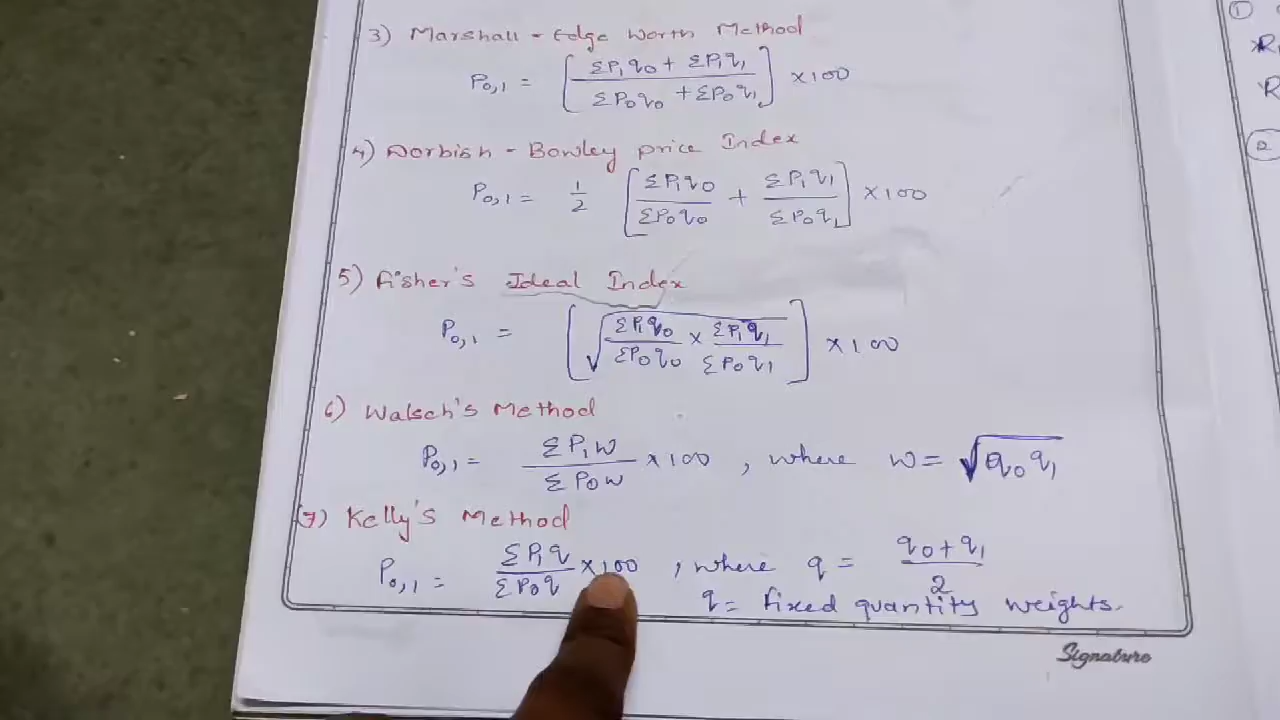 3) Marshall - Edge Worth Method
P0,1 = [ΣP1q0 + ΣP1q1 / ΣP0q0 + ΣP0q1] ×100
4) Dorbish - Bowley price Index
P0,1 = 1/2 [ΣP1q0 / ΣP0q0 + ΣP1q1 / ΣP0q1] ×100
5) Fisher's Ideal Index
P0,1 = [√ΣP1q0 / ΣP0q0 × ΣP1q1 / ΣP0q1] ×100
6) Walsch's Method
P0,1 = ΣP1w / ΣP0w ×100, where w = √q0q1
(7) Kelly's Method
P0,1 = ΣP1q / ΣP0q ×100, where q = q0+q1 / 2
q = fixed quantity weights.
Signature
1
R
R
2